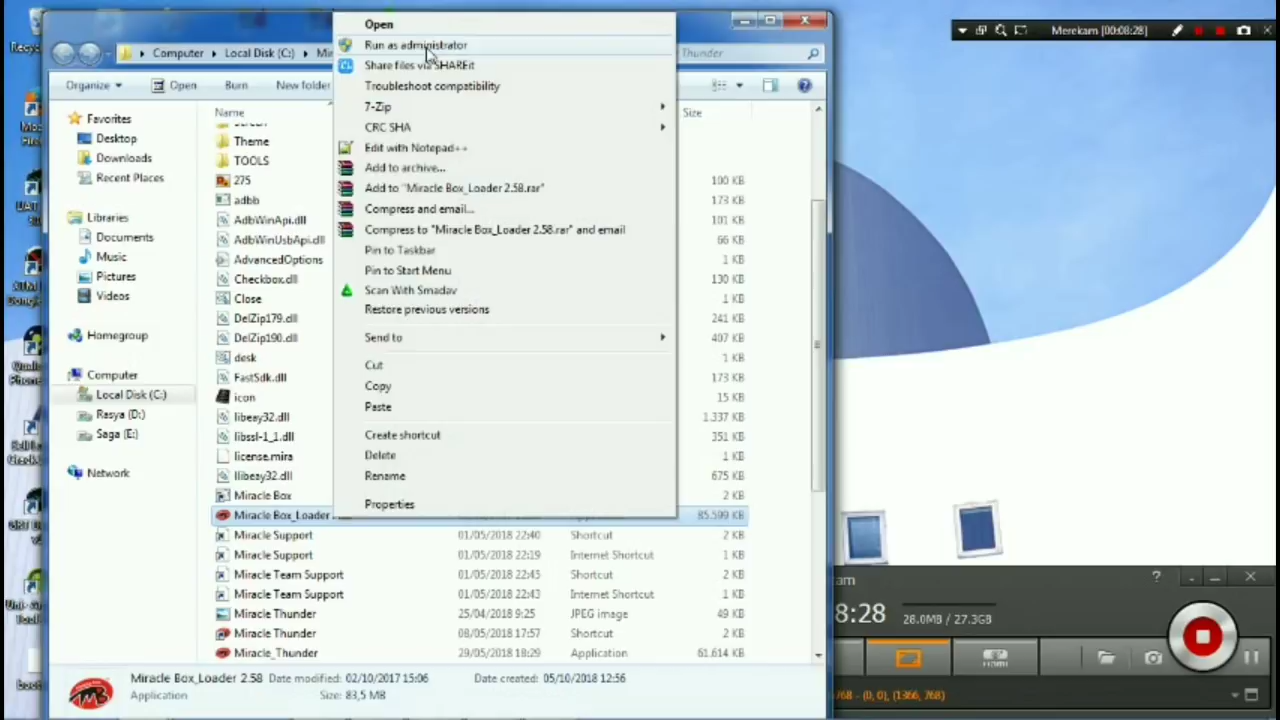 Open
Run as administrator
Share files via SHAREit
Troubleshoot compatibility
7-Zip
CRC SHA
Edit with Notepad++
Add to archive...
Add to "Miracle Box_Loader 2.58.rar"
Compress and email...
Compress to "Miracle Box_Loader 2.58.rar" and email
Pin to Taskbar
Pin to Start Menu
Scan With Smadav
Restore previous versions
Send to
Cut
Copy
Paste
Create shortcut
Delete
Rename
Properties
Computer
Local Disk (C:)
Thunder
Organize
Open
Burn
New folder
Name
Size
Favorites
Desktop
Downloads
Recent Places
Libraries
Documents
Music
Pictures
Videos
Homegroup
Computer
Local Disk (C:)
Rasya (D:)
Saga (E:)
Network
Theme
TOOLS
275 100 KB
adbb 173 KB
AdbWinApi.dll 101 KB
AdbWinUsbApi.dll 66 KB
AdvancedOptions 1 KB
Checkbox.dll 130 KB
Close 1 KB
DelZip179.dll 241 KB
DelZip190.dll 407 KB
desk 1 KB
FastSdk.dll 173 KB
icon 15 KB
libeay32.dll 1.337 KB
libssl-1_1.dll 351 KB
license.mira 1 KB
llibeay32.dll 675 KB
Miracle Box 2 KB
Miracle Box_Loader 85.599 KB
Miracle Support 01/05/2018 22:40 Shortcut 2 KB
Miracle Support 01/05/2018 22:19 Internet Shortcut 1 KB
Miracle Team Support 01/05/2018 22:45 Shortcut 2 KB
Miracle Team Support 01/05/2018 22:43 Internet Shortcut 1 KB
Miracle Thunder 25/04/2018 9:25 JPEG image 49 KB
Miracle Thunder 08/05/2018 17:57 Shortcut 2 KB
Miracle_Thunder 29/05/2018 18:29 Application 61.614 KB
Miracle Box_Loader 2.58 Date modified: 02/10/2017 15:06 Date created: 05/10/2018 12:56
Application Size: 83,5 MB
Merekam [00:08:28]
8:28
28.0MB / 27.3GB
HDMI
(0, 0), (1366, 768)